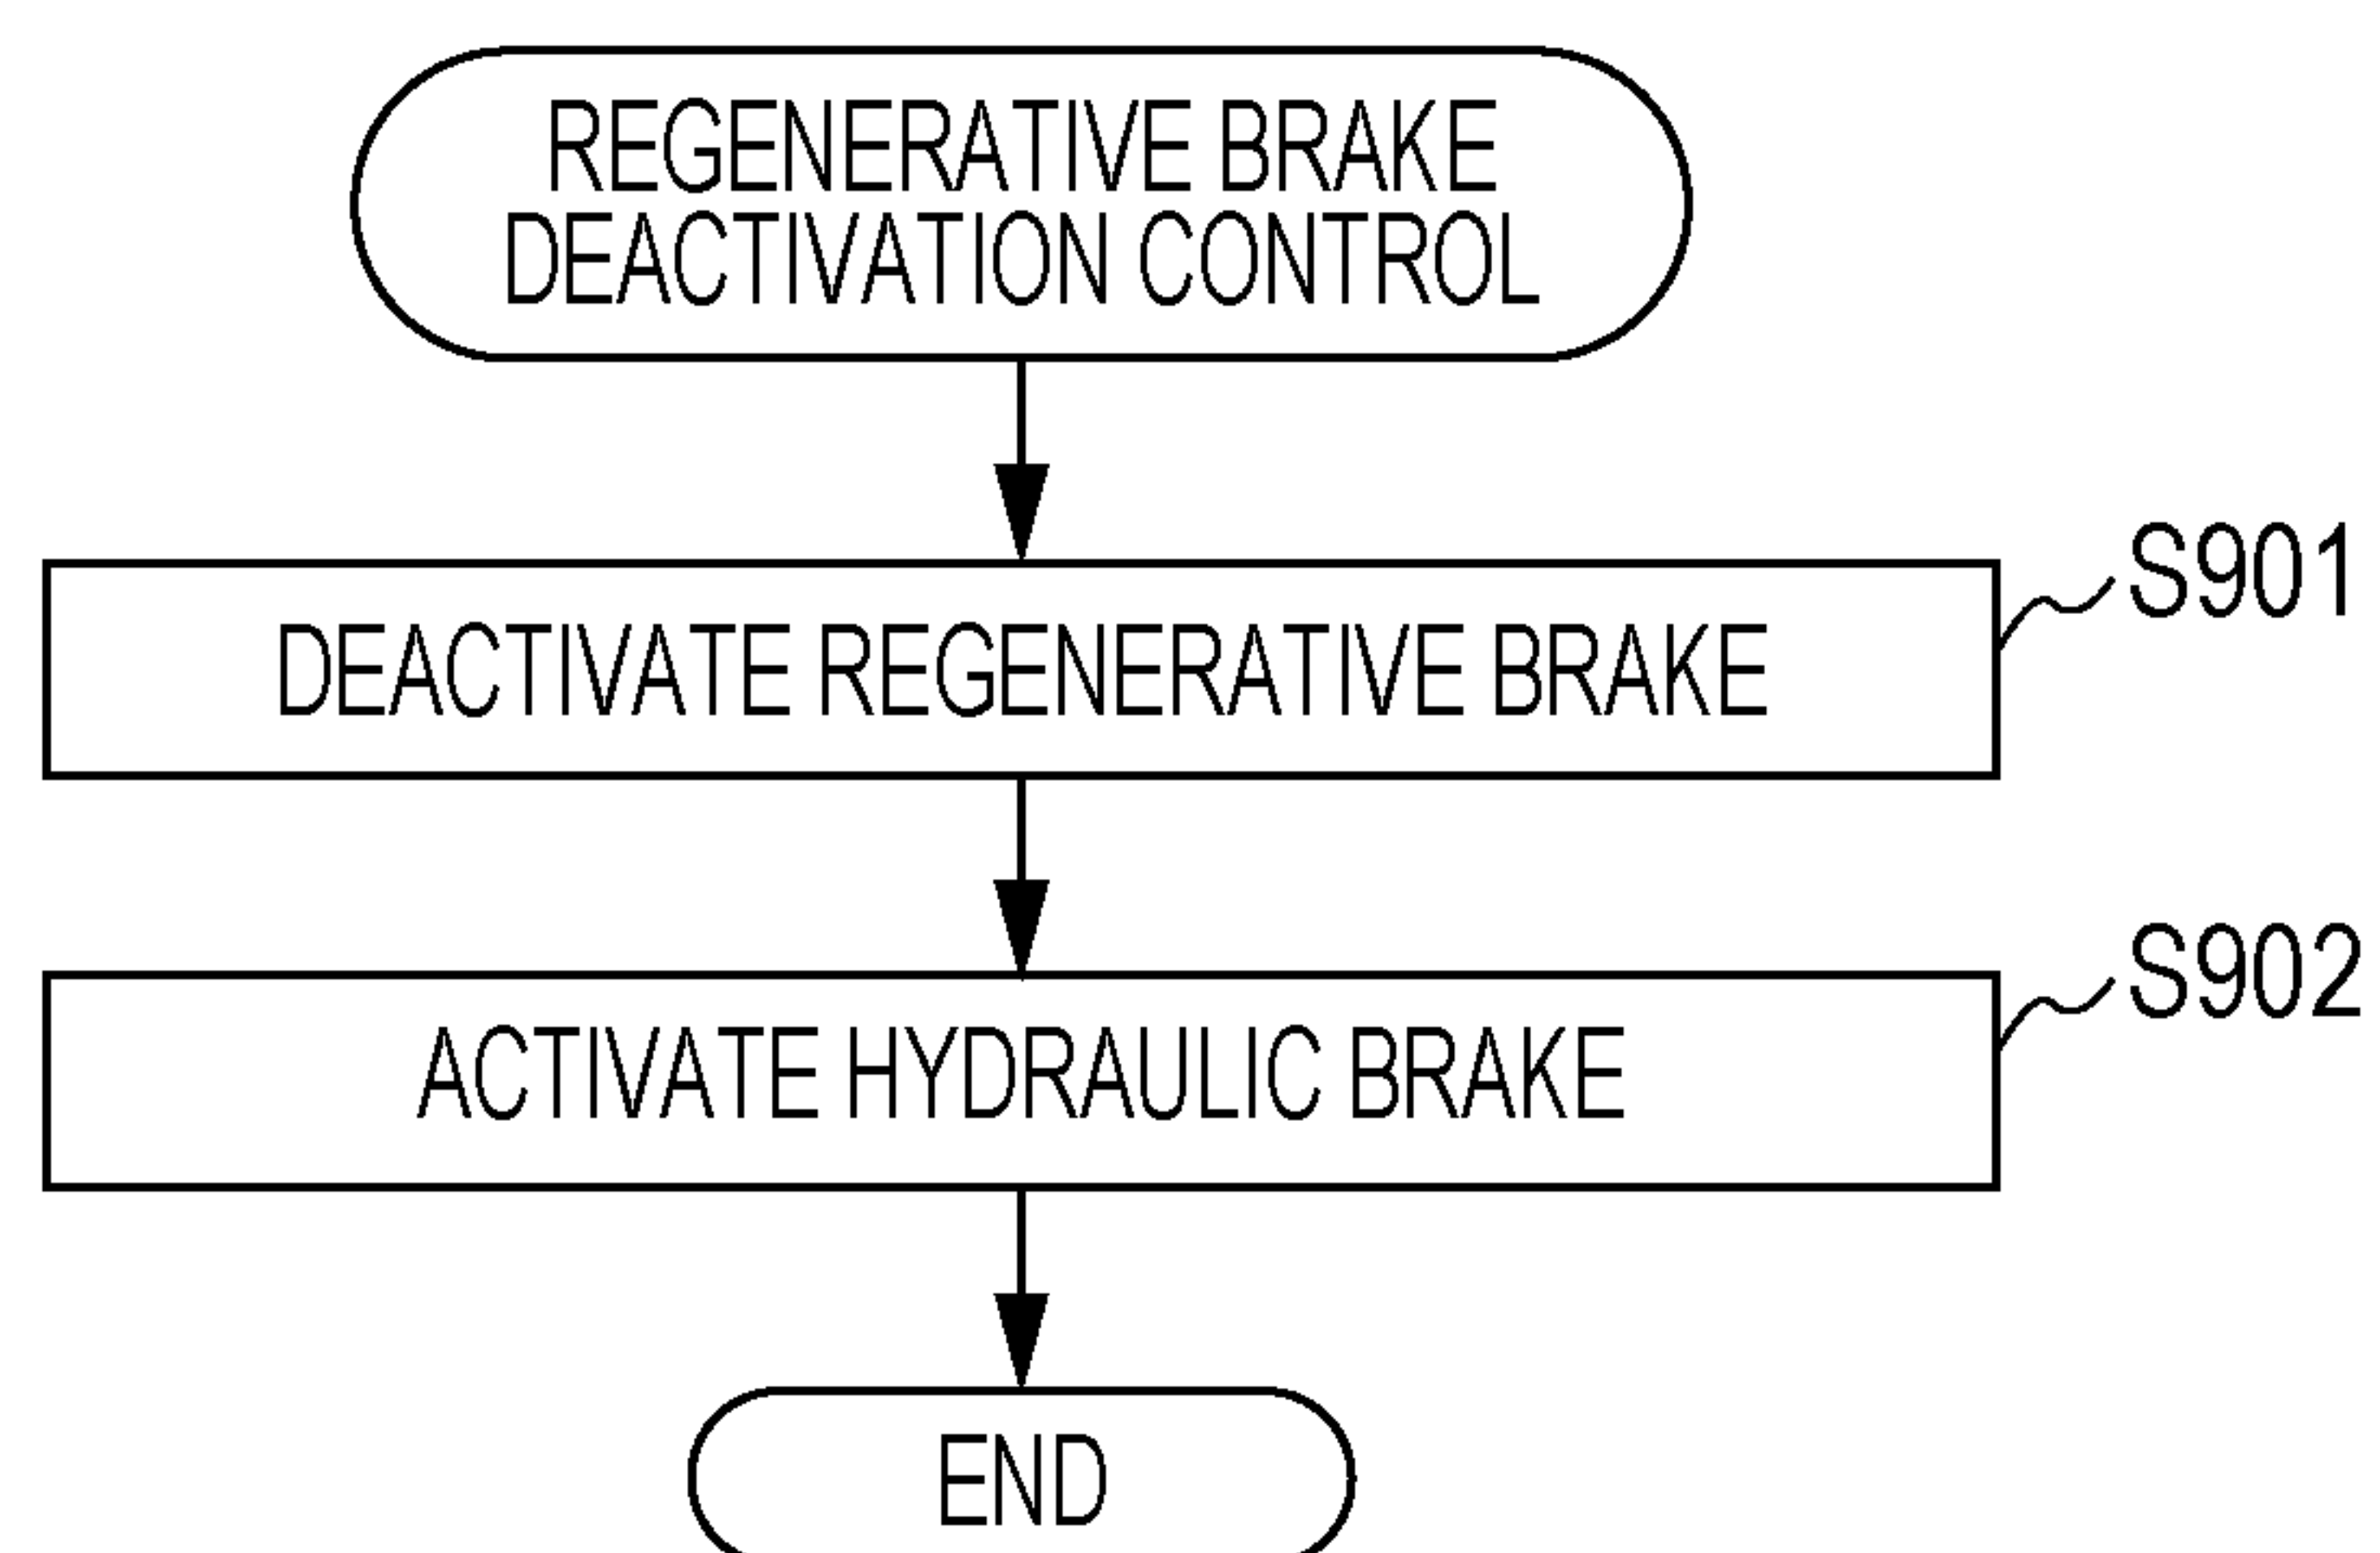 REGENERATIVE BRAKE
DEACTIVATION CONTROL
S901
DEACTIVATE REGENERATIVE BRAKE
S902
ACTIVATE HYDRAULIC BRAKE
END